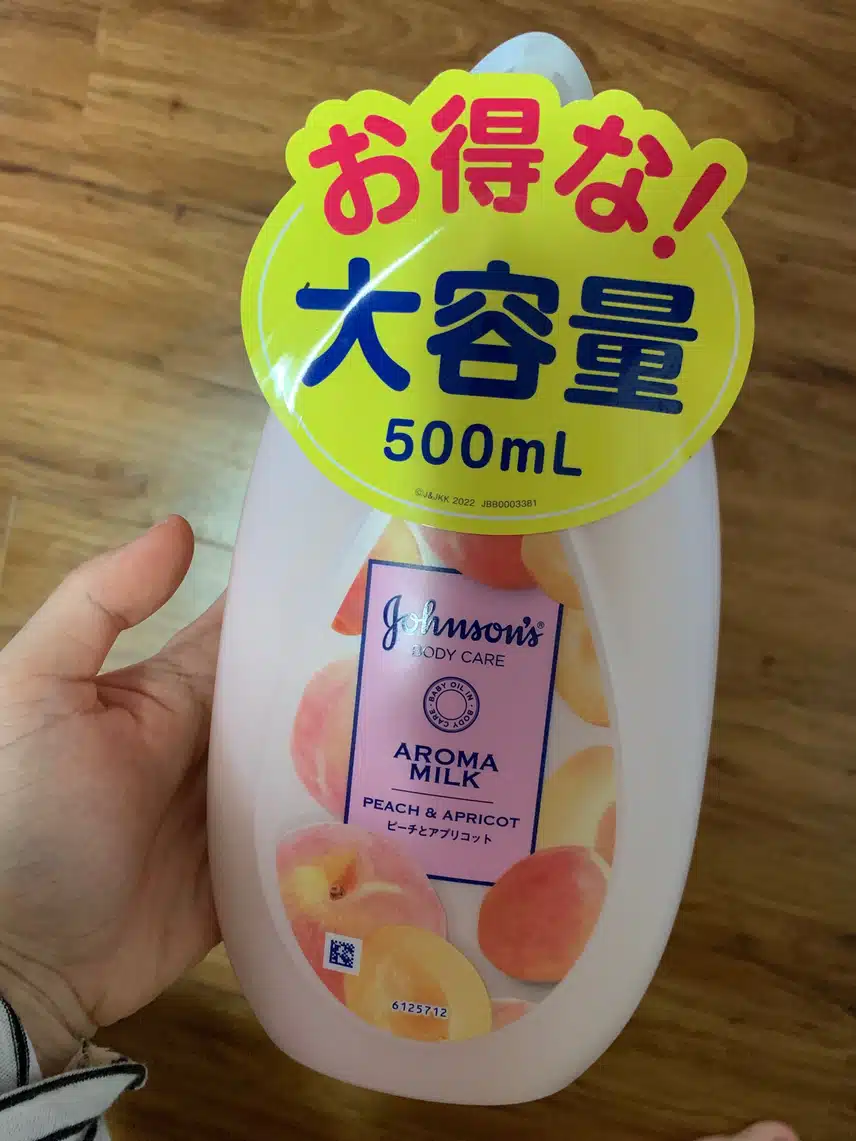 お得な!
大容量
500mL
©J&JKK 2022 JBB0003381
Johnson's®
BODY CARE
BABY OIL IN · BODY CARE ·
AROMA
MILK
PEACH & APRICOT
ピーチとアプリコット
6125712